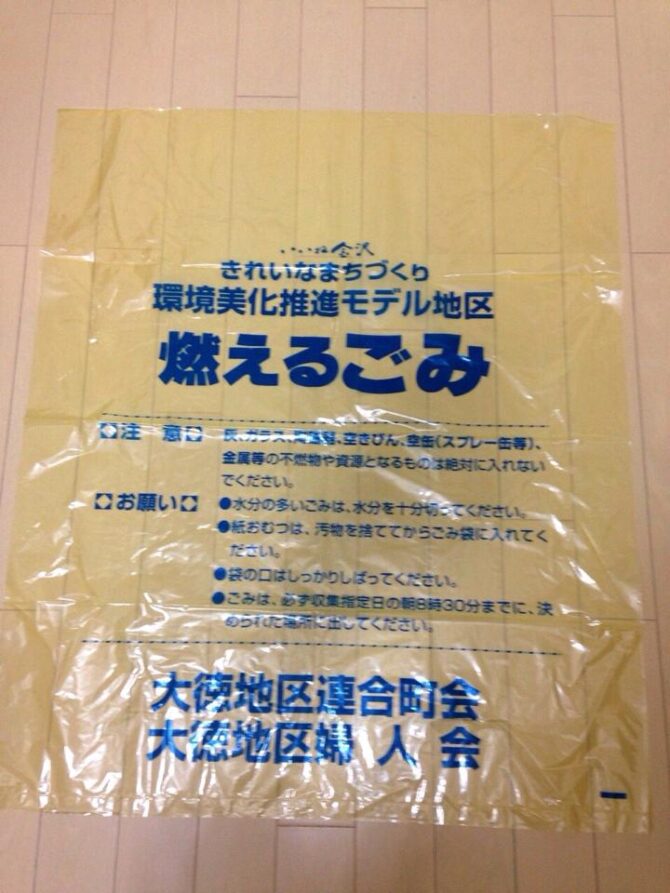 いいね金沢
きれいなまちづくり
環境美化推進モデル地区
燃えるごみ
注 意 灰、ガラス、陶磁器、空きびん、空缶(スプレー缶等)、
金属等の不燃物や資源となるものは絶対に入れない
でください。
お願い ●水分の多いごみは、水分を十分切ってください。
●紙おむつは、汚物を捨ててからごみ袋に入れてく
ださい。
●袋の口はしっかりしばってください。
●ごみは、必ず収集指定日の朝8時30分までに、決
められた場所に出してください。
大徳地区連合町会
大徳地区婦人会